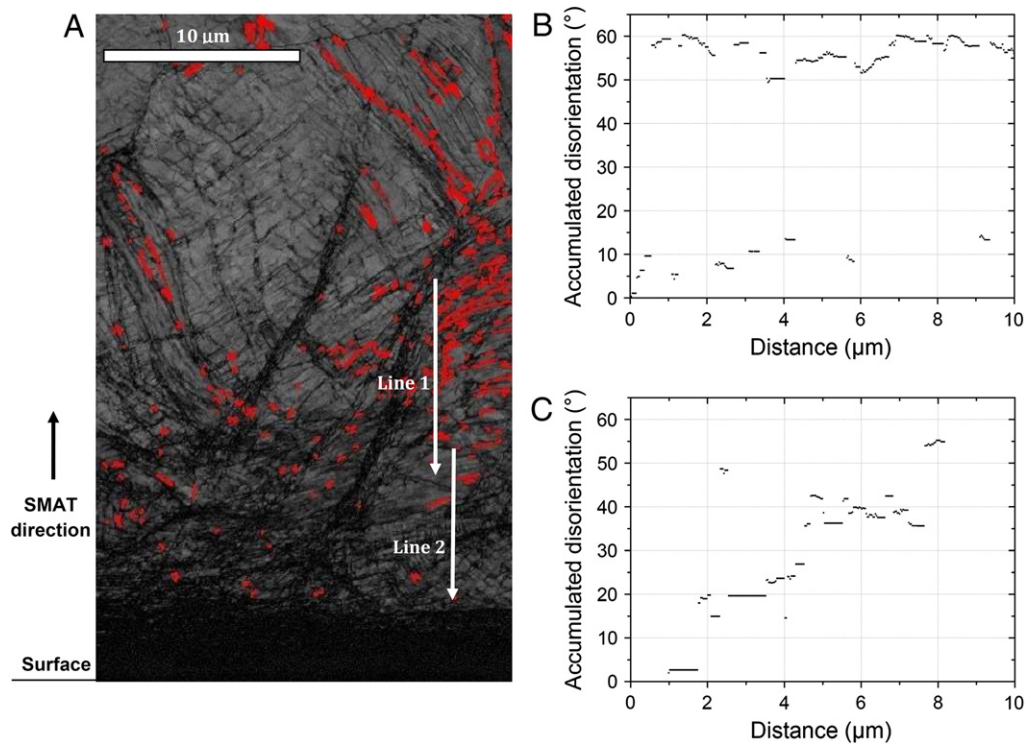 A
10 µm
Line 1
Line 2
SMAT
direction
Surface
B
Accumulated disorientation (°)
60
50
40
30
20
10
0
0 2 4 6 8 10
Distance (µm)
C
Accumulated disorientation (°)
60
50
40
30
20
10
0
0 2 4 6 8 10
Distance (µm)